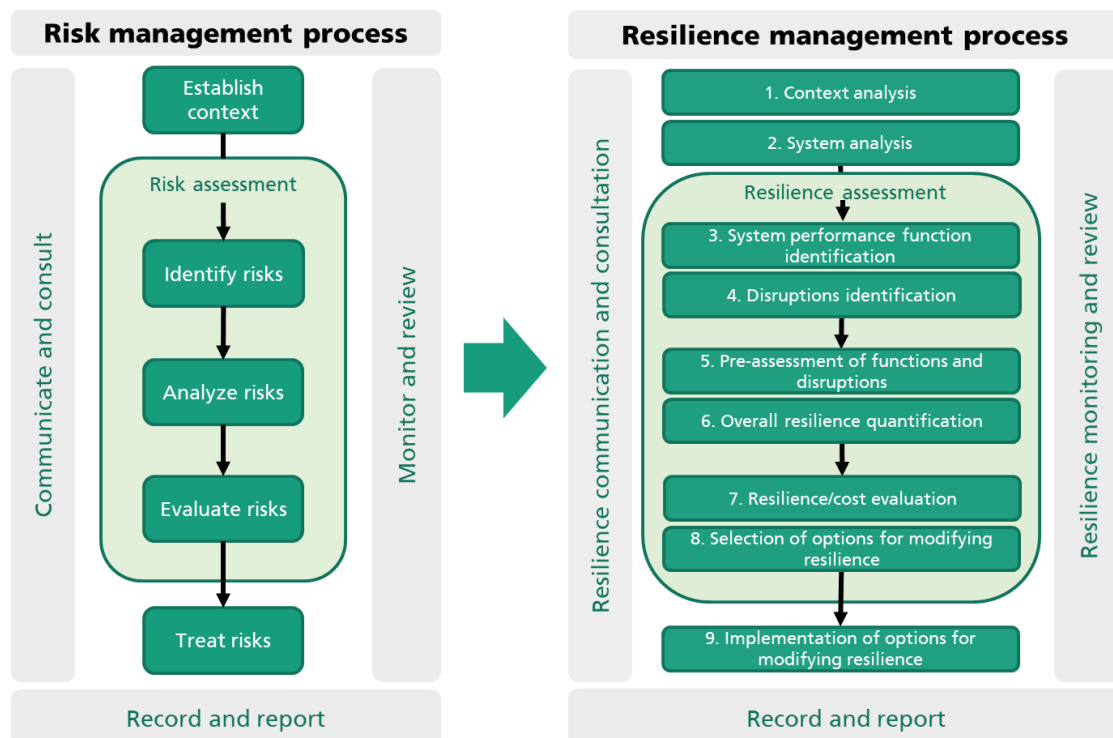 Risk management process
Communicate and consult
Establish
context
Risk assessment
Identify risks
Analyze risks
Evaluate risks
Treat risks
Monitor and review
Record and report
Resilience management process
Resilience communication and consultation
1. Context analysis
2. System analysis
Resilience assessment
3. System performance function
identification
4. Disruptions identification
5. Pre-assessment of functions and
disruptions
6. Overall resilience quantification
7. Resilience/cost evaluation
8. Selection of options for modifying
resilience
9. Implementation of options for
modifying resilience
Resilience monitoring and review
Record and report